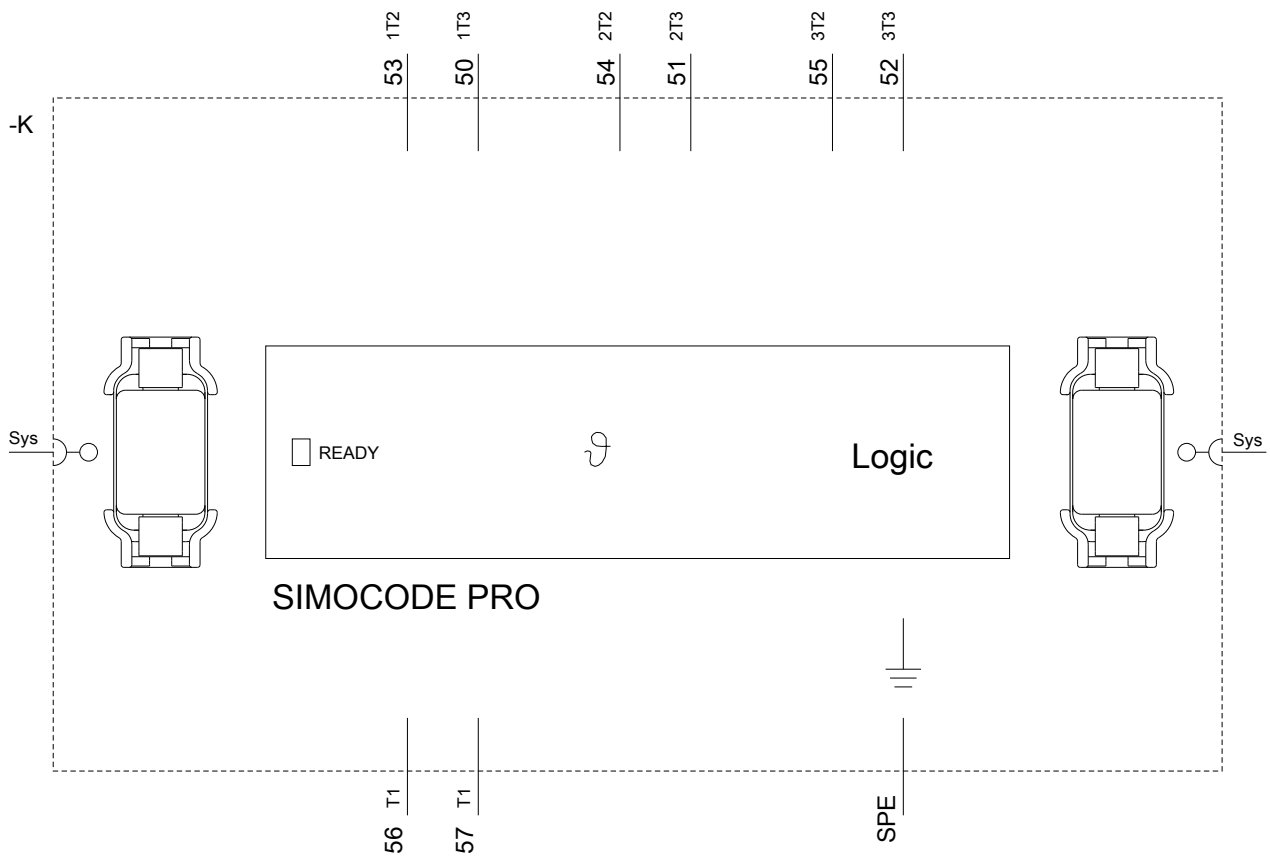 1T2 1T3 2T2 2T3 3T2 3T3
53 50 54 51 55 52
-K
Sys
READY
ϑ
Logic
Sys
SIMOCODE PRO
T1 T1
56 57
SPE